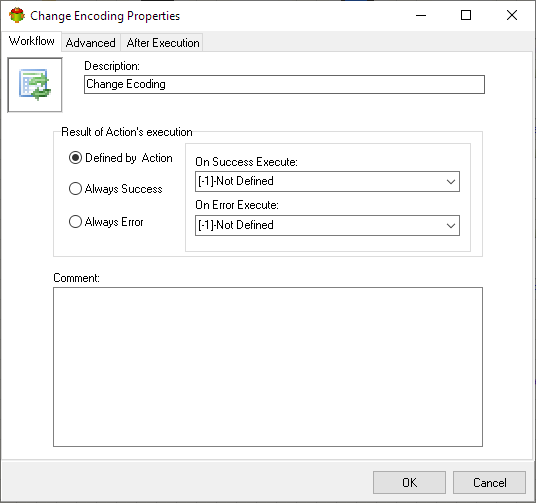 Change Encoding Properties
Workflow Advanced After Execution
Description:
Change Ecoding
Result of Action's execution
Defined by Action
Always Success
Always Error
On Success Execute:
[-1]-Not Defined
On Error Execute:
[-1]-Not Defined
Comment:
OK Cancel